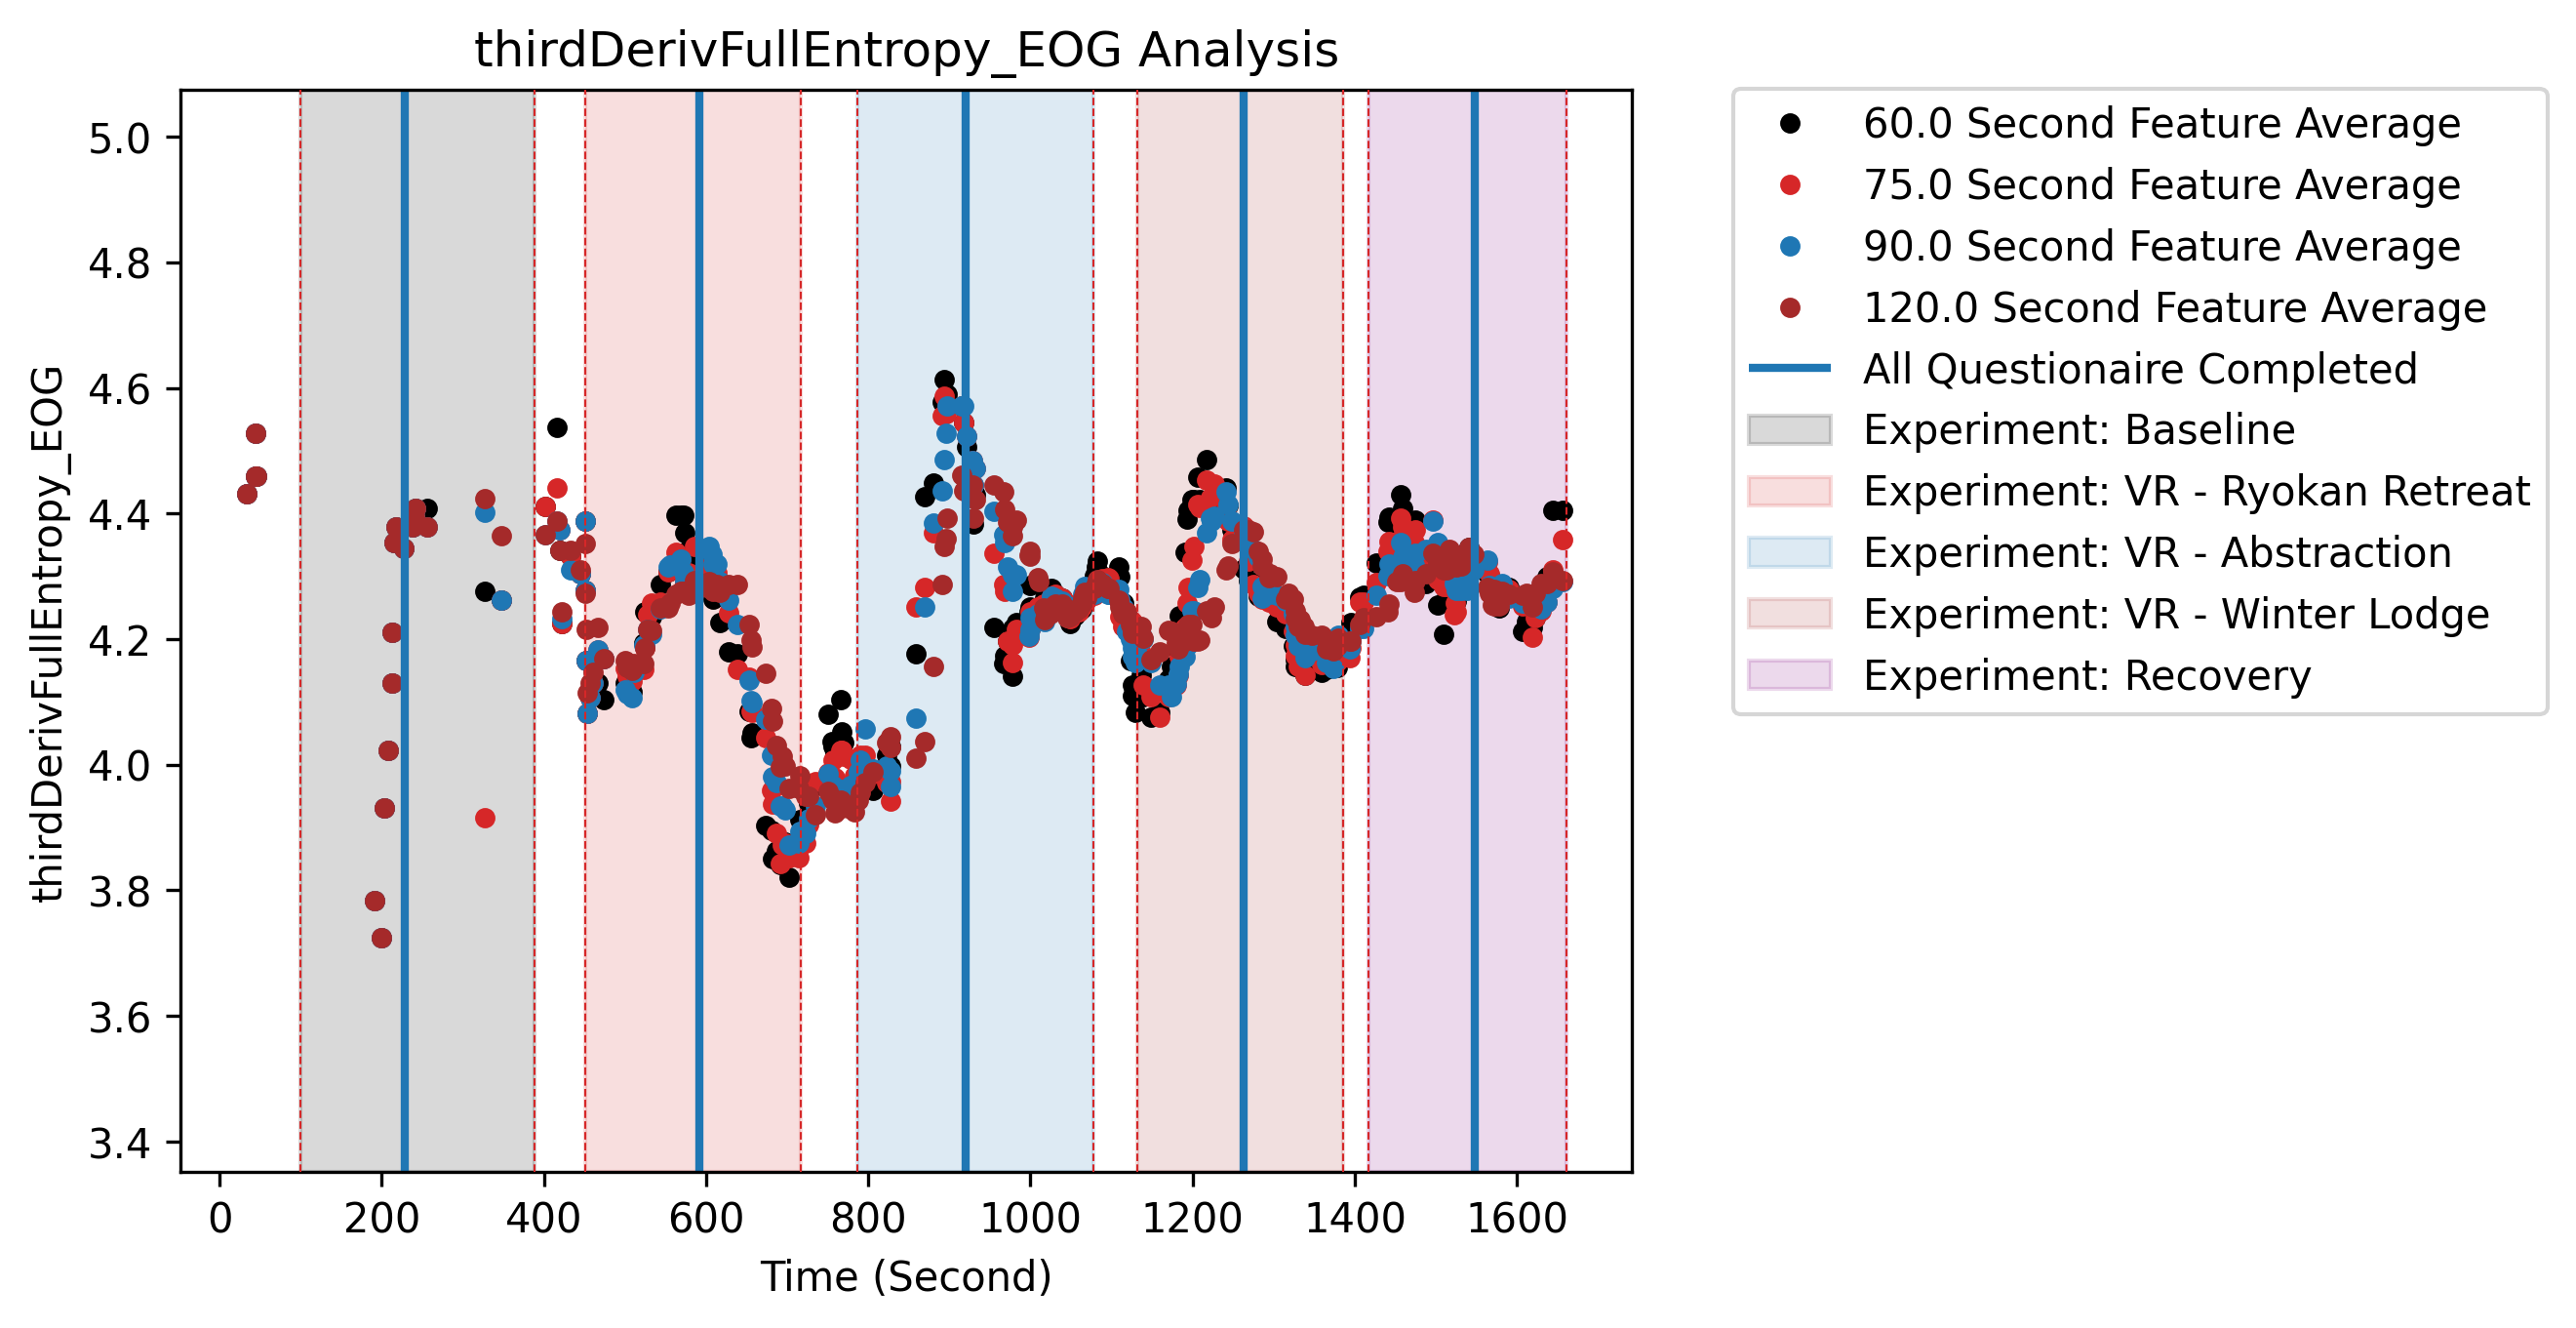 thirdDerivFullEntropy_EOG Analysis
thirdDerivFullEntropy_EOG
5.0
4.8
4.6
4.4
4.2
4.0
3.8
3.6
3.4
0 200 400 600 800 1000 1200 1400 1600
Time (Second)
60.0 Second Feature Average
75.0 Second Feature Average
90.0 Second Feature Average
120.0 Second Feature Average
All Questionaire Completed
Experiment: Baseline
Experiment: VR - Ryokan Retreat
Experiment: VR - Abstraction
Experiment: VR - Winter Lodge
Experiment: Recovery